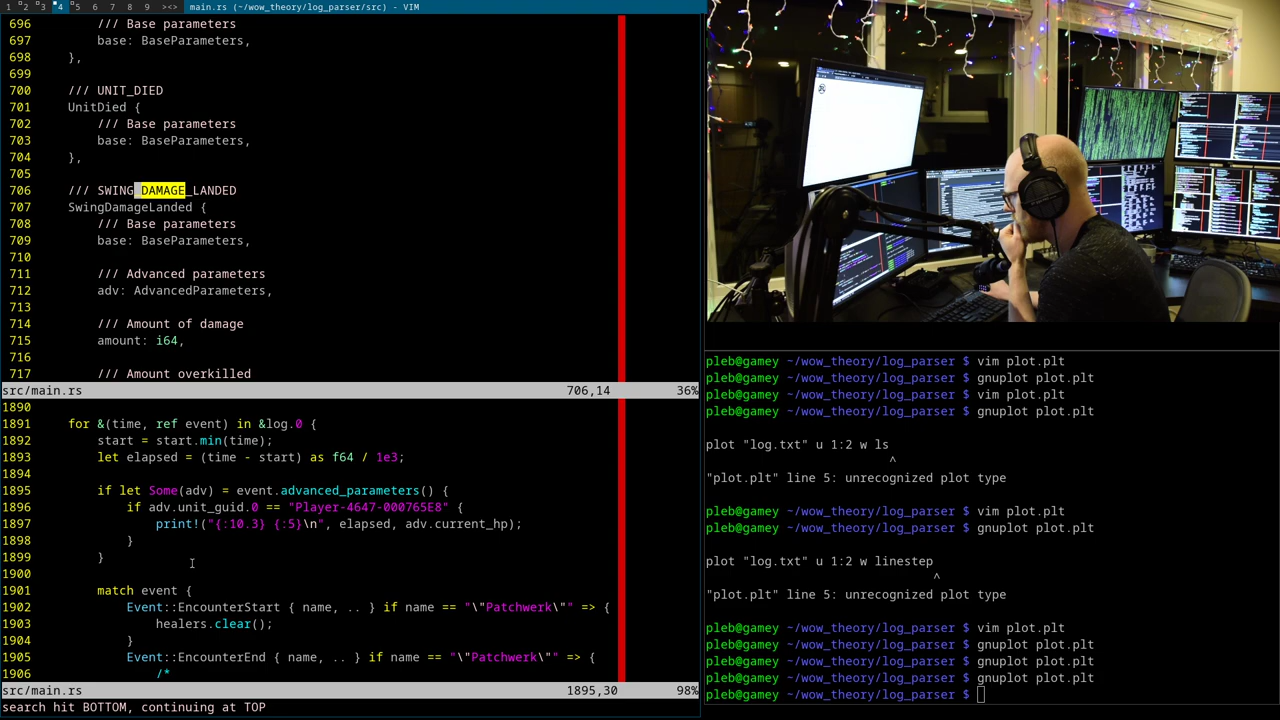 1 2 3 4 5 6 7 8 9 ><> main.rs (~/wow_theory/log_parser/src) - VIM
696 /// Base parameters
697 base: BaseParameters,
698 },
699
700 /// UNIT_DIED
701 UnitDied {
702 /// Base parameters
703 base: BaseParameters,
704 },
705
706 /// SWING_DAMAGE_LANDED
707 SwingDamageLanded {
708 /// Base parameters
709 base: BaseParameters,
710
711 /// Advanced parameters
712 adv: AdvancedParameters,
713
714 /// Amount of damage
715 amount: i64,
716
717 /// Amount overkilled
src/main.rs 706,14 36%
1890
1891 for &(time, ref event) in &log.0 {
1892 start = start.min(time);
1893 let elapsed = (time - start) as f64 / 1e3;
1894
1895 if let Some(adv) = event.advanced_parameters() {
1896 if adv.unit_guid.0 == "Player-4647-000765E8" {
1897 print!("{:10.3} {:5}\n", elapsed, adv.current_hp);
1898 }
1899 }
1900
1901 match event {
1902 Event::EncounterStart { name, .. } if name == "\"Patchwerk\"" => {
1903 healers.clear();
1904 }
1905 Event::EncounterEnd { name, .. } if name == "\"Patchwerk\"" => {
1906 /*
src/main.rs 1895,30 98%
search hit BOTTOM, continuing at TOP
pleb@gamey ~/wow_theory/log_parser $ vim plot.plt
pleb@gamey ~/wow_theory/log_parser $ gnuplot plot.plt
pleb@gamey ~/wow_theory/log_parser $ vim plot.plt
pleb@gamey ~/wow_theory/log_parser $ gnuplot plot.plt
plot "log.txt" u 1:2 w ls
^
"plot.plt" line 5: unrecognized plot type
pleb@gamey ~/wow_theory/log_parser $ vim plot.plt
pleb@gamey ~/wow_theory/log_parser $ gnuplot plot.plt
plot "log.txt" u 1:2 w linestep
^
"plot.plt" line 5: unrecognized plot type
pleb@gamey ~/wow_theory/log_parser $ vim plot.plt
pleb@gamey ~/wow_theory/log_parser $ gnuplot plot.plt
pleb@gamey ~/wow_theory/log_parser $ gnuplot plot.plt
pleb@gamey ~/wow_theory/log_parser $ gnuplot plot.plt
pleb@gamey ~/wow_theory/log_parser $